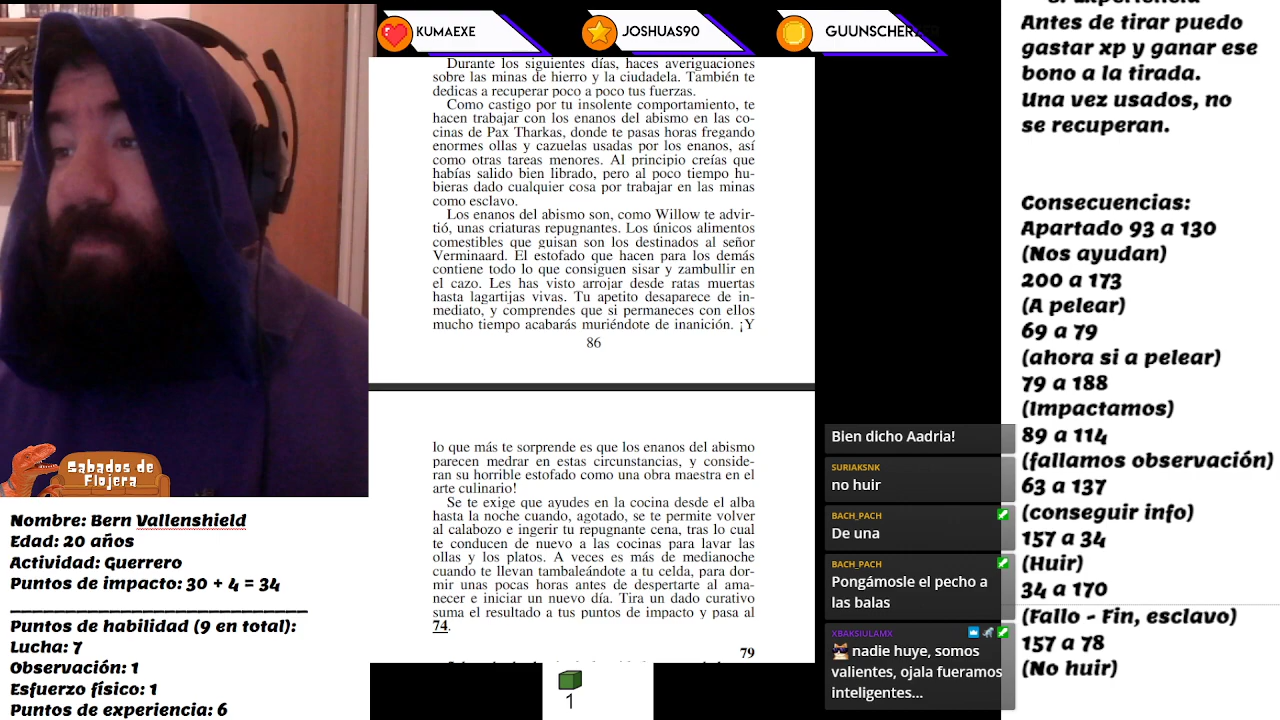 KUMAEXE
JOSHUAS90
Durante los siguientes días, haces averiguaciones
sobre las minas de hierro y la ciudadela. También te
dedicas a recuperar poco a poco tus fuerzas.
Como castigo por tu insolente comportamiento, te
hacen trabajar con los enanos del abismo en las co-
cinas de Pax Tharkas, donde te pasas horas fregando
enormes ollas y cazuelas usadas por los enanos, así
como otras tareas menores. Al principio creías que
habías salido bien librado, pero al poco tiempo hu-
bieras dado cualquier cosa por trabajar en las minas
como esclavo.
Los enanos del abismo son, como Willow te advir-
tió, unas criaturas repugnantes. Los únicos alimentos
comestibles que guisan son los destinados al señor
Verminaard. El estofado que hacen para los demás
contiene todo lo que consiguen sisar y zambullir en
el cazo. Les has visto arrojar desde ratas muertas
hasta lagartijas vivas. Tu apetito desaparece de in-
mediato, y comprendes que si permaneces con ellos
mucho tiempo acabarás muriéndote de inanición. ¡Y
86
lo que más te sorprende es que los enanos del abismo
parecen medrar en estas circunstancias, y conside-
ran su horrible estofado como una obra maestra en el
arte culinario!
Se te exige que ayudes en la cocina desde el alba
hasta la noche cuando, agotado, se te permite volver
al calabozo e ingerir tu repugnante cena, tras lo cual
te conducen de nuevo a las cocinas para lavar las
ollas y los platos. A veces es más de medianoche
cuando te llevan tambaleándote a tu celda, para dor-
mir unas pocas horas antes de despertarte al ama-
necer e iniciar un nuevo día. Tira un dado curativo
suma el resultado a tus puntos de impacto y pasa al
74.
79
1
Sabados de
Flojera
Nombre: Bern Vallenshield
Edad: 20 años
Actividad: Guerrero
Puntos de impacto: 30 + 4 = 34
Puntos de habilidad (9 en total):
Lucha: 7
Observación: 1
Esfuerzo físico: 1
Puntos de experiencia: 6
Bien dicho Aadria!
SURIAKSNK
no huir
BACH_PACH
De una
BACH_PACH
Pongámosle el pecho a
las balas
XBAKSIULAMX
nadie huye, somos
valientes, ojala fueramos
inteligentes...
Antes de tirar puedo
gastar xp y ganar ese
bono a la tirada.
Una vez usados, no
se recuperan.
Consecuencias:
Apartado 93 a 130
(Nos ayudan)
200 a 173
(A pelear)
69 a 79
(ahora si a pelear)
79 a 188
(Impactamos)
89 a 114
(fallamos observación)
63 a 137
(conseguir info)
157 a 34
(Huir)
34 a 170
(Fallo - Fin, esclavo)
157 a 78
(No huir)